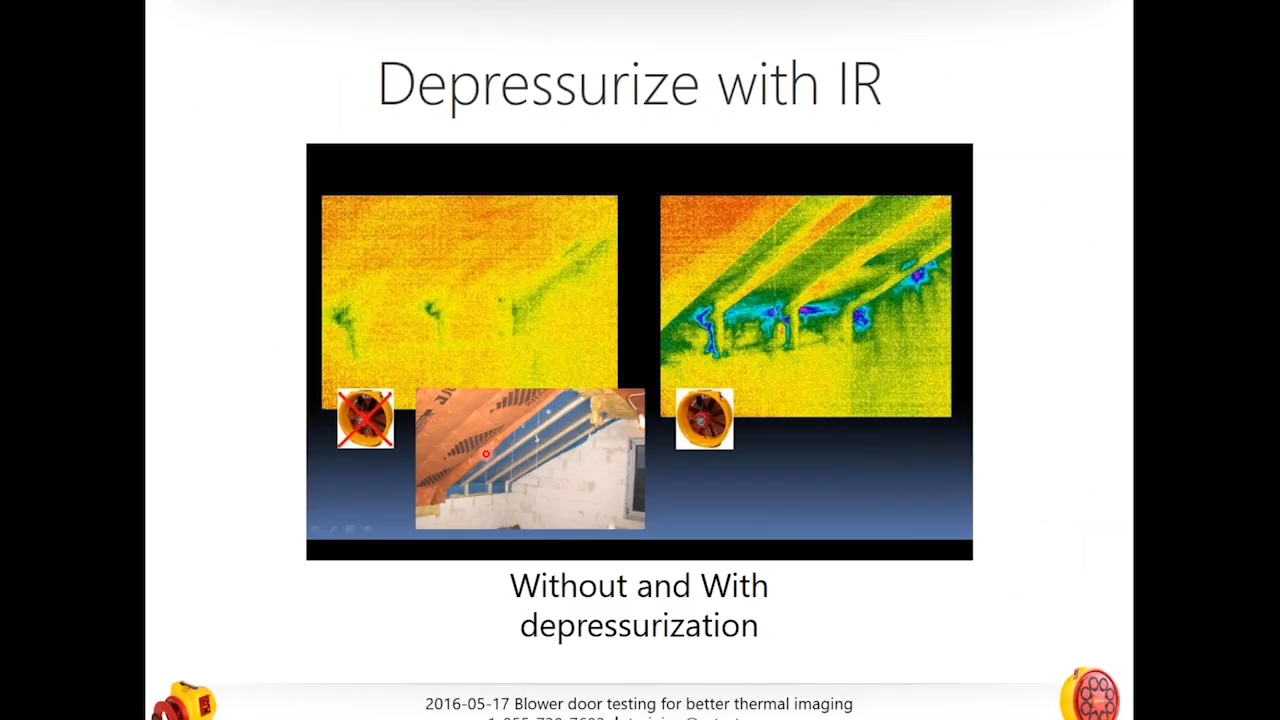 Depressurize with IR
Without and With
depressurization
2016-05-17 Blower door testing for better thermal imaging